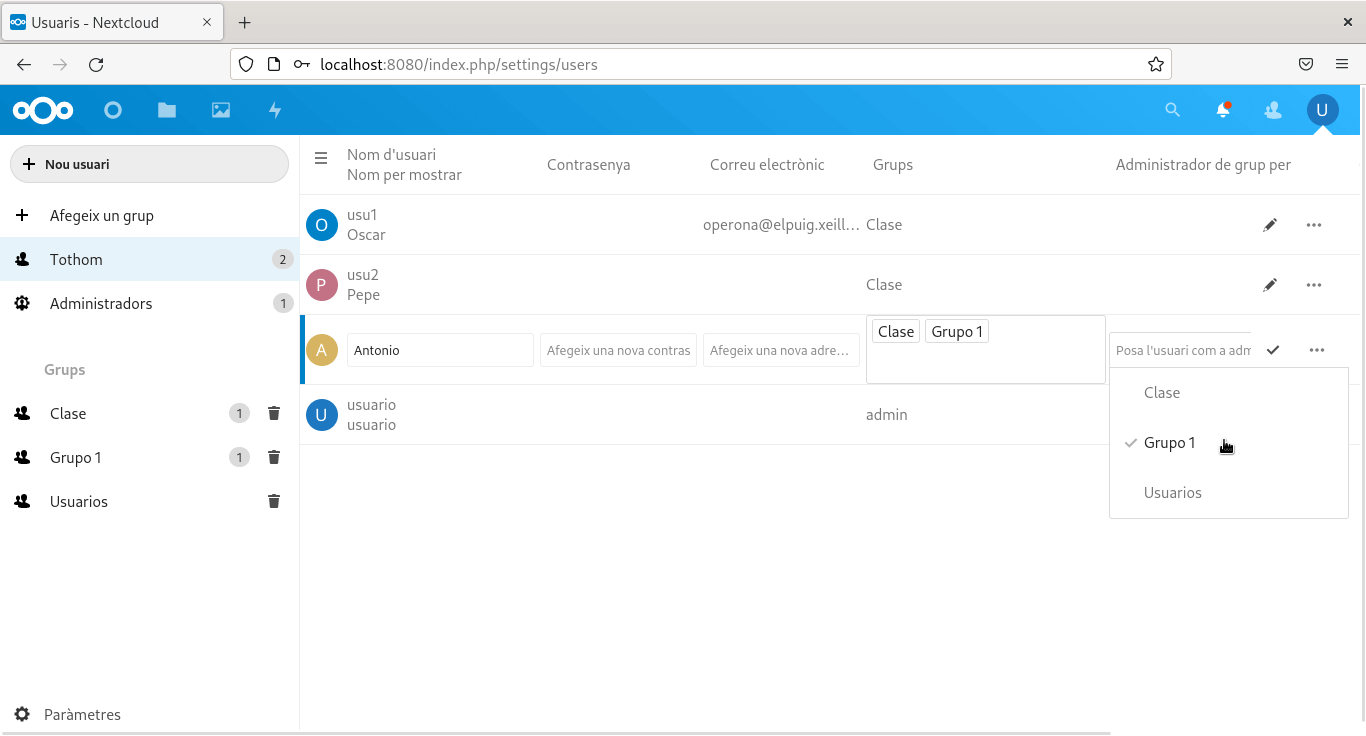 Usuaris - Nextcloud
localhost:8080/index.php/settings/users
U
Nou usuari
Afegeix un grup
Tothom 2
Administradors 1
Grups
Clase 1
Grupo 1 1
Usuarios
Paràmetres
Nom d'usuari
Nom per mostrar
Contrasenya
Correu electrònic
Grups
Administrador de grup per
O
usu1
Oscar
operona@elpuig.xeill...
Clase
P
usu2
Pepe
Clase
A
Antonio
Afegeix una nova contras
Afegeix una nova adre...
Clase Grupo 1
Posa l'usuari com a adm
U
usuario
usuario
admin
Clase
Grupo 1
Usuarios